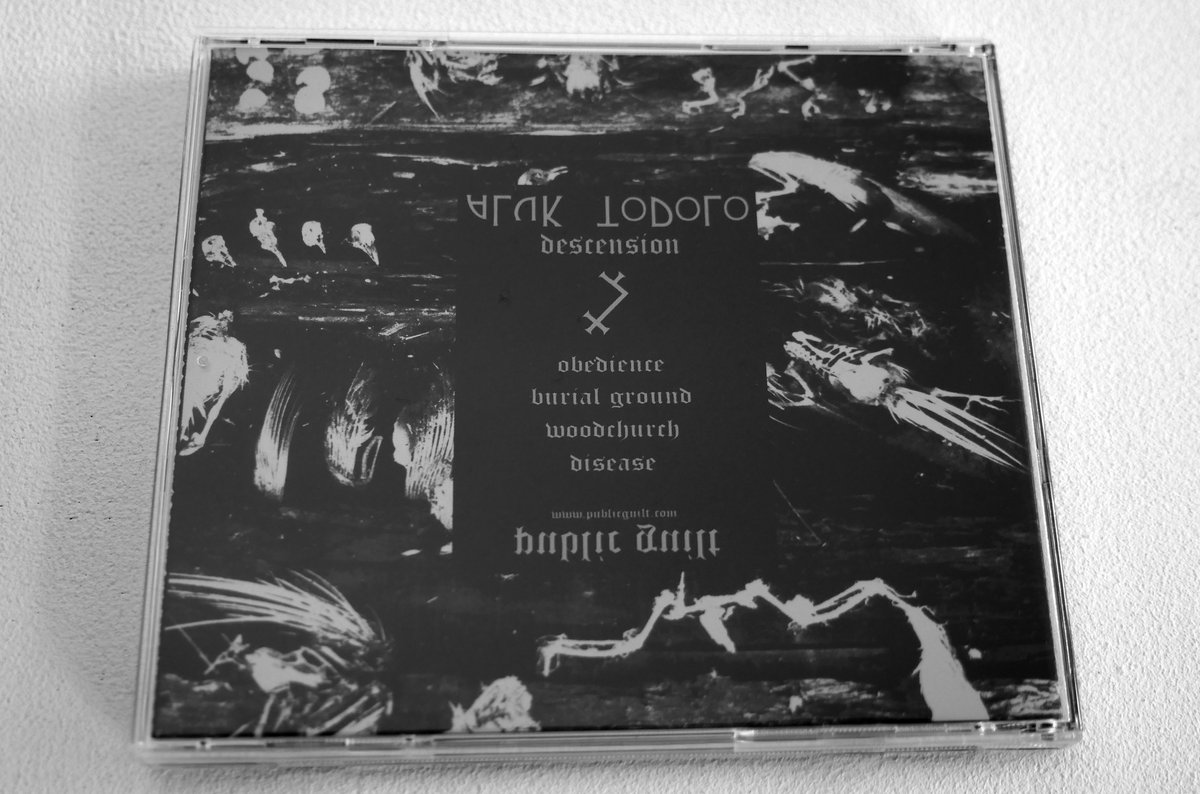 ALUK TODOLO
descension
obedience
burial ground
woodchurch
disease
www.publicguilt.com
public guilt